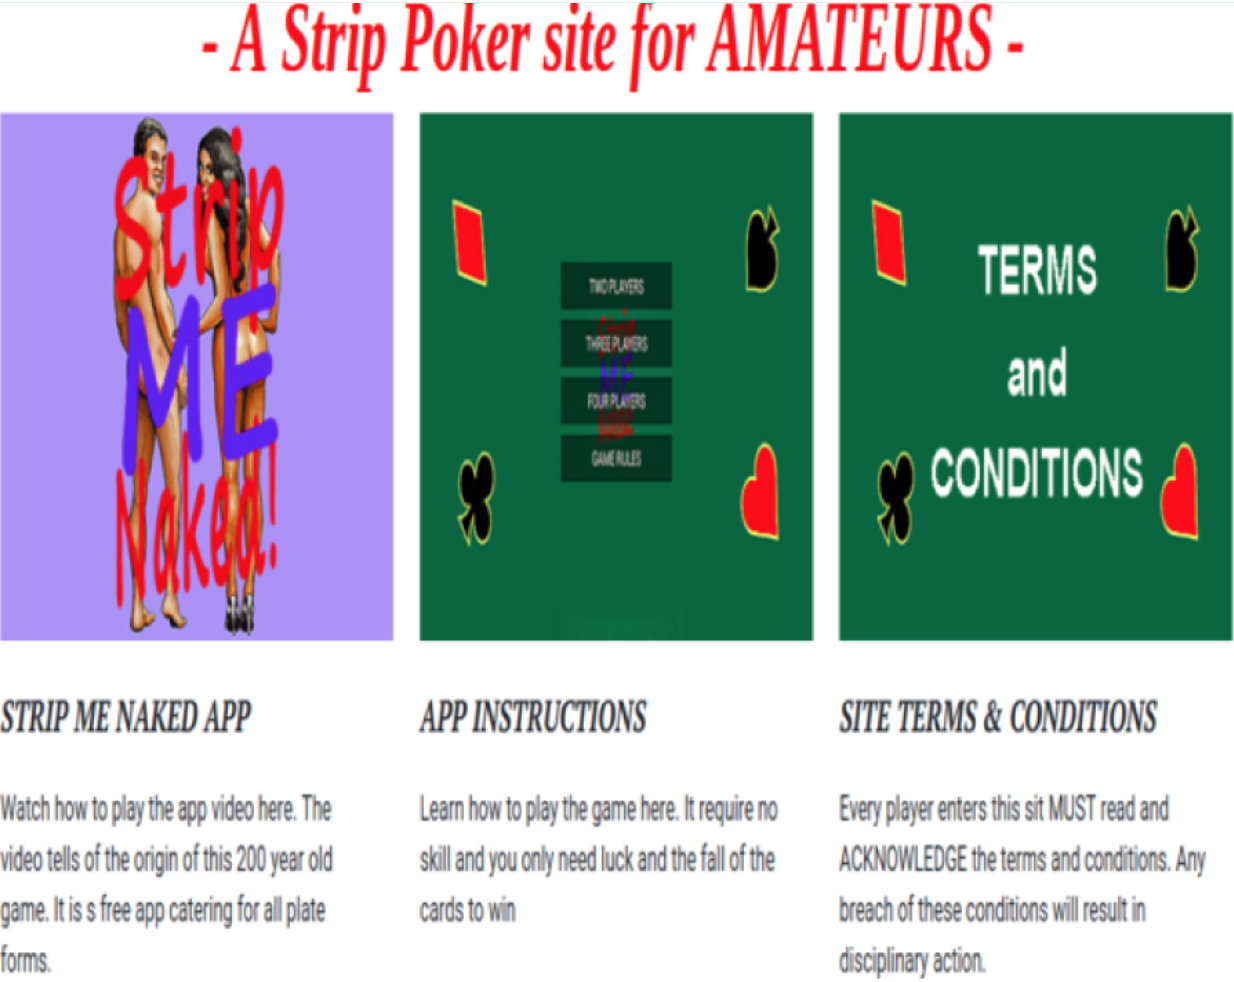 - A Strip Poker site for AMATEURS -
Strip
ME
Naked!
TWO PLAYERS
THREE PLAYERS
FOUR PLAYERS
GAME RULES
TERMS
and
CONDITIONS
STRIP ME NAKED APP
Watch how to play the app video here. The
video tells of the origin of this 200 year old
game. It is s free app catering for all plate
forms.
APP INSTRUCTIONS
Learn how to play the game here. It require no
skill and you only need luck and the fall of the
cards to win
SITE TERMS & CONDITIONS
Every player enters this sit MUST read and
ACKNOWLEDGE the terms and conditions. Any
breach of these conditions will result in
disciplinary action.